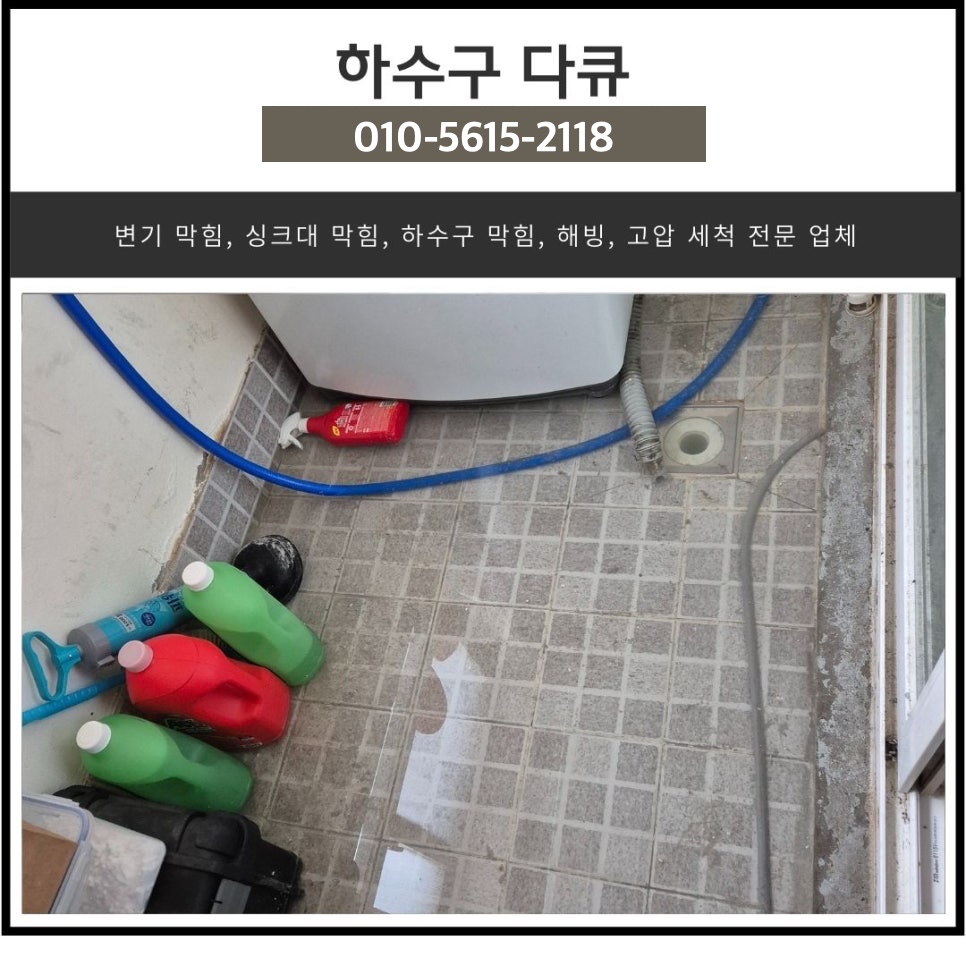 하수구 다큐
010-5615-2118
변기 막힘, 싱크대 막힘, 하수구 막힘, 해빙, 고압 세척 전문 업체